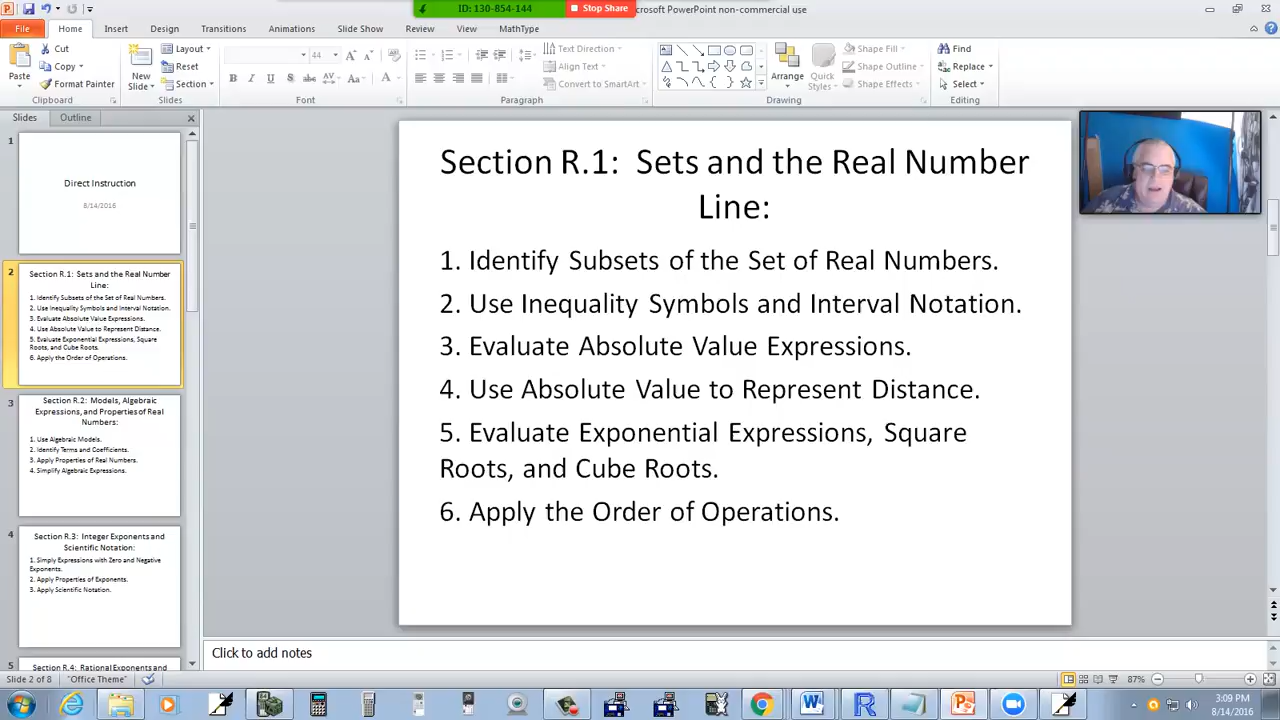 ID: 130-854-144
Stop Share
icrosoft PowerPoint non-commercial use
File
Home
Insert
Design
Transitions
Animations
Slide Show
Review
View
MathType
Paste
Cut
Copy
Format Painter
Clipboard
New
Slide
Layout
Reset
Section
Slides
44
Font
Paragraph
Text Direction
Align Text
Convert to SmartArt
Arrange
Quick
Styles
Shape Fill
Shape Outline
Shape Effects
Drawing
Find
Replace
Select
Editing
Slides
Outline
1
Direct Instruction
8/14/2016
2
Section R.1: Sets and the Real Number
Line:
1. Identify Subsets of the Set of Real Numbers.
2. Use Inequality Symbols and Interval Notation.
3. Evaluate Absolute Value Expressions.
4. Use Absolute Value to Represent Distance.
5. Evaluate Exponential Expressions, Square
Roots, and Cube Roots.
6. Apply the Order of Operations.
3
Section R.2: Models, Algebraic
Expressions, and Properties of Real
Numbers:
1. Use Algebraic Models.
2. Identify Terms and Coefficients.
3. Apply Properties of Real Numbers.
4. Simplify Algebraic Expressions.
4
Section R.3: Integer Exponents and
Scientific Notation:
1. Simply Expressions with Zero and Negative
Exponents.
2. Apply Properties of Exponents.
3. Apply Scientific Notation.
5
Section R.4: Rational Exponents and
Section R.1: Sets and the Real Number
Line:
1. Identify Subsets of the Set of Real Numbers.
2. Use Inequality Symbols and Interval Notation.
3. Evaluate Absolute Value Expressions.
4. Use Absolute Value to Represent Distance.
5. Evaluate Exponential Expressions, Square
Roots, and Cube Roots.
6. Apply the Order of Operations.
Click to add notes
Slide 2 of 8
"Office Theme"
87%
3:09 PM
8/14/2016